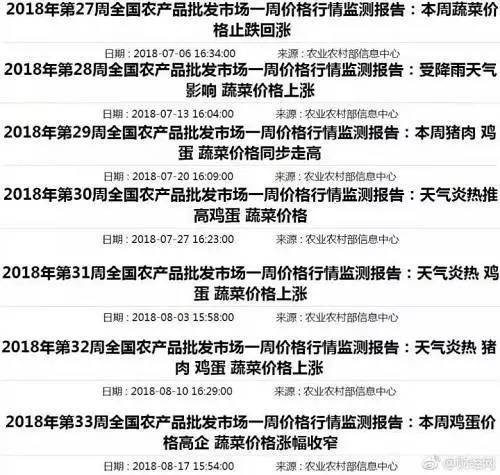 2018年第27周全国农产品批发市场一周价格行情监测报告：本周蔬菜价
格止跌回涨
日期：2018-07-06 16:34:00 来源：农业农村部信息中心
2018年第28周全国农产品批发市场一周价格行情监测报告：受降雨天气
影响 蔬菜价格上涨
日期：2018-07-13 16:04:00 来源：农业农村部信息中心
2018年第29周全国农产品批发市场一周价格行情监测报告：本周猪肉 鸡
蛋 蔬菜价格同步走高
日期：2018-07-20 16:09:00 来源：农业农村部信息中心
2018年第30周全国农产品批发市场一周价格行情监测报告：天气炎热推
高鸡蛋 蔬菜价格
日期：2018-07-27 16:23:00 来源：农业农村部信息中心
2018年第31周全国农产品批发市场一周价格行情监测报告：天气炎热 鸡
蛋 蔬菜价格上涨
日期：2018-08-03 15:58:00 来源：农业农村部信息中心
2018年第32周全国农产品批发市场一周价格行情监测报告：天气炎热 猪
肉 鸡蛋 蔬菜价格上涨
日期：2018-08-10 16:29:00 来源：农业农村部信息中心
2018年第33周全国农产品批发市场一周价格行情监测报告：本周鸡蛋价
格高企 蔬菜价格涨幅收窄
日期：2018-08-17 15:54:00 来源：农业农村部信息中心
@财经网